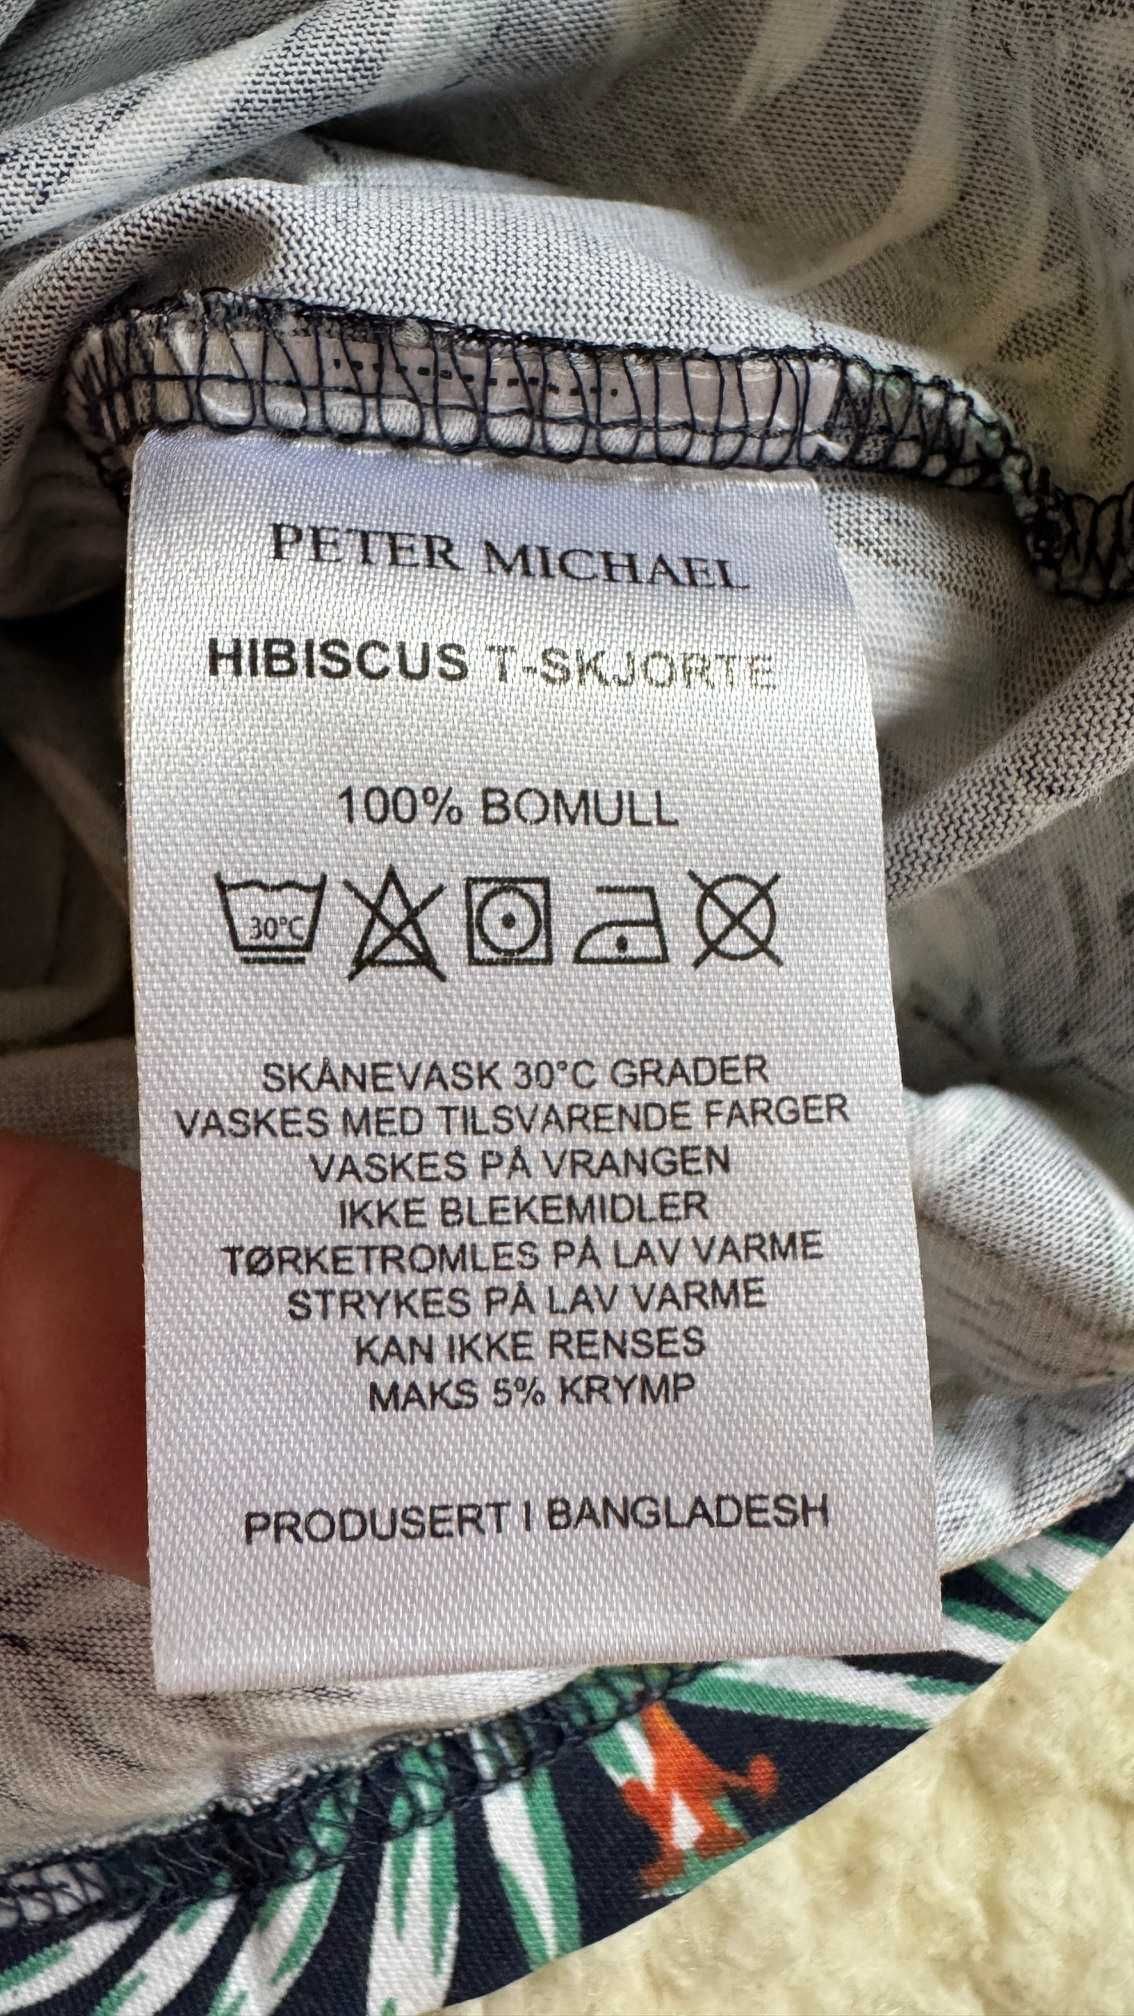 PETER MICHAEL
HIBISCUS T-SKJORTE
100% BOMULL
30°C
SKÅNEVASK 30°C GRADER
VASKES MED TILSVARENDE FARGER
VASKES PÅ VRANGEN
IKKE BLEKEMIDLER
TØRKETROMLES PÅ LAV VARME
STRYKES PÅ LAV VARME
KAN IKKE RENSES
MAKS 5% KRYMP
PRODUSERT I BANGLADESH